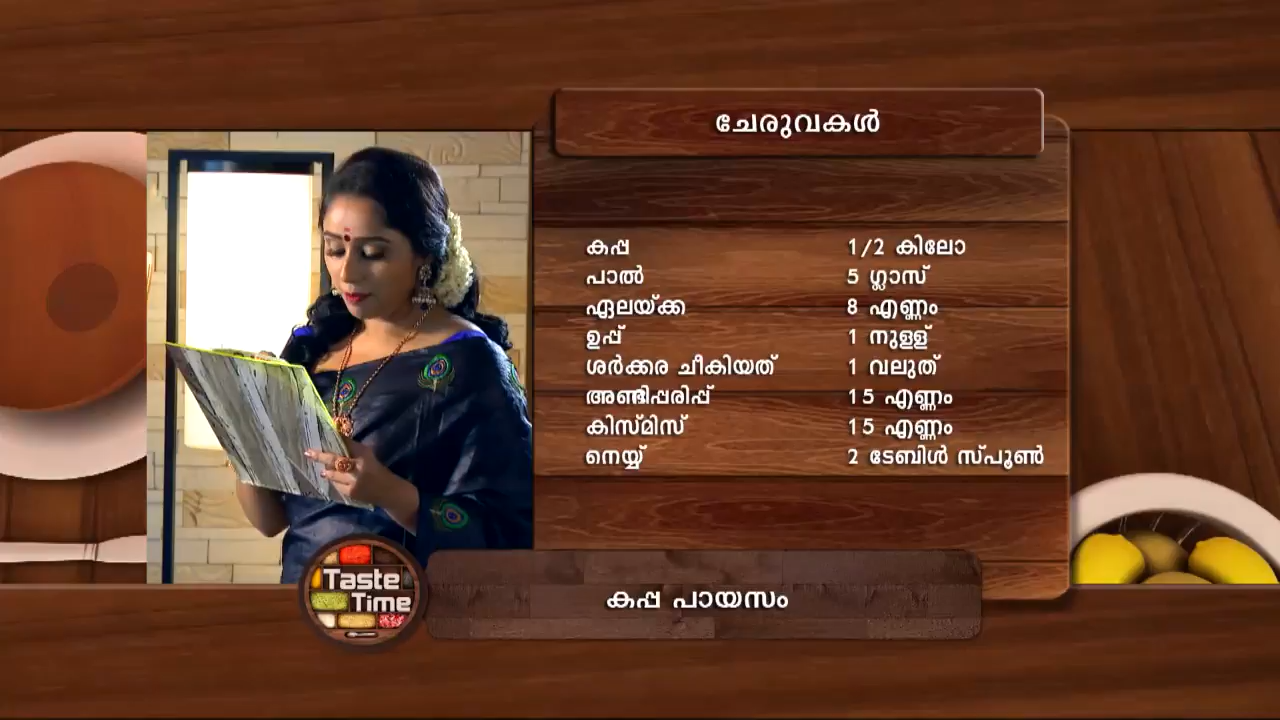 ചേരുവകൾ
കപ്പ 1/2 കിലോ
പാൽ 5 ഗ്ലാസ്
ഏലയ്ക്ക 8 എണ്ണം
ഉപ്പ് 1 നുളള്
ശർക്കര ചീകിയത് 1 വലുത്
അണ്ടിപ്പരിപ്പ് 15 എണ്ണം
കിസ്മിസ് 15 എണ്ണം
നെയ്യ് 2 ടേബിൾ സ്പൂൺ
Taste
Time
കപ്പ പായസം